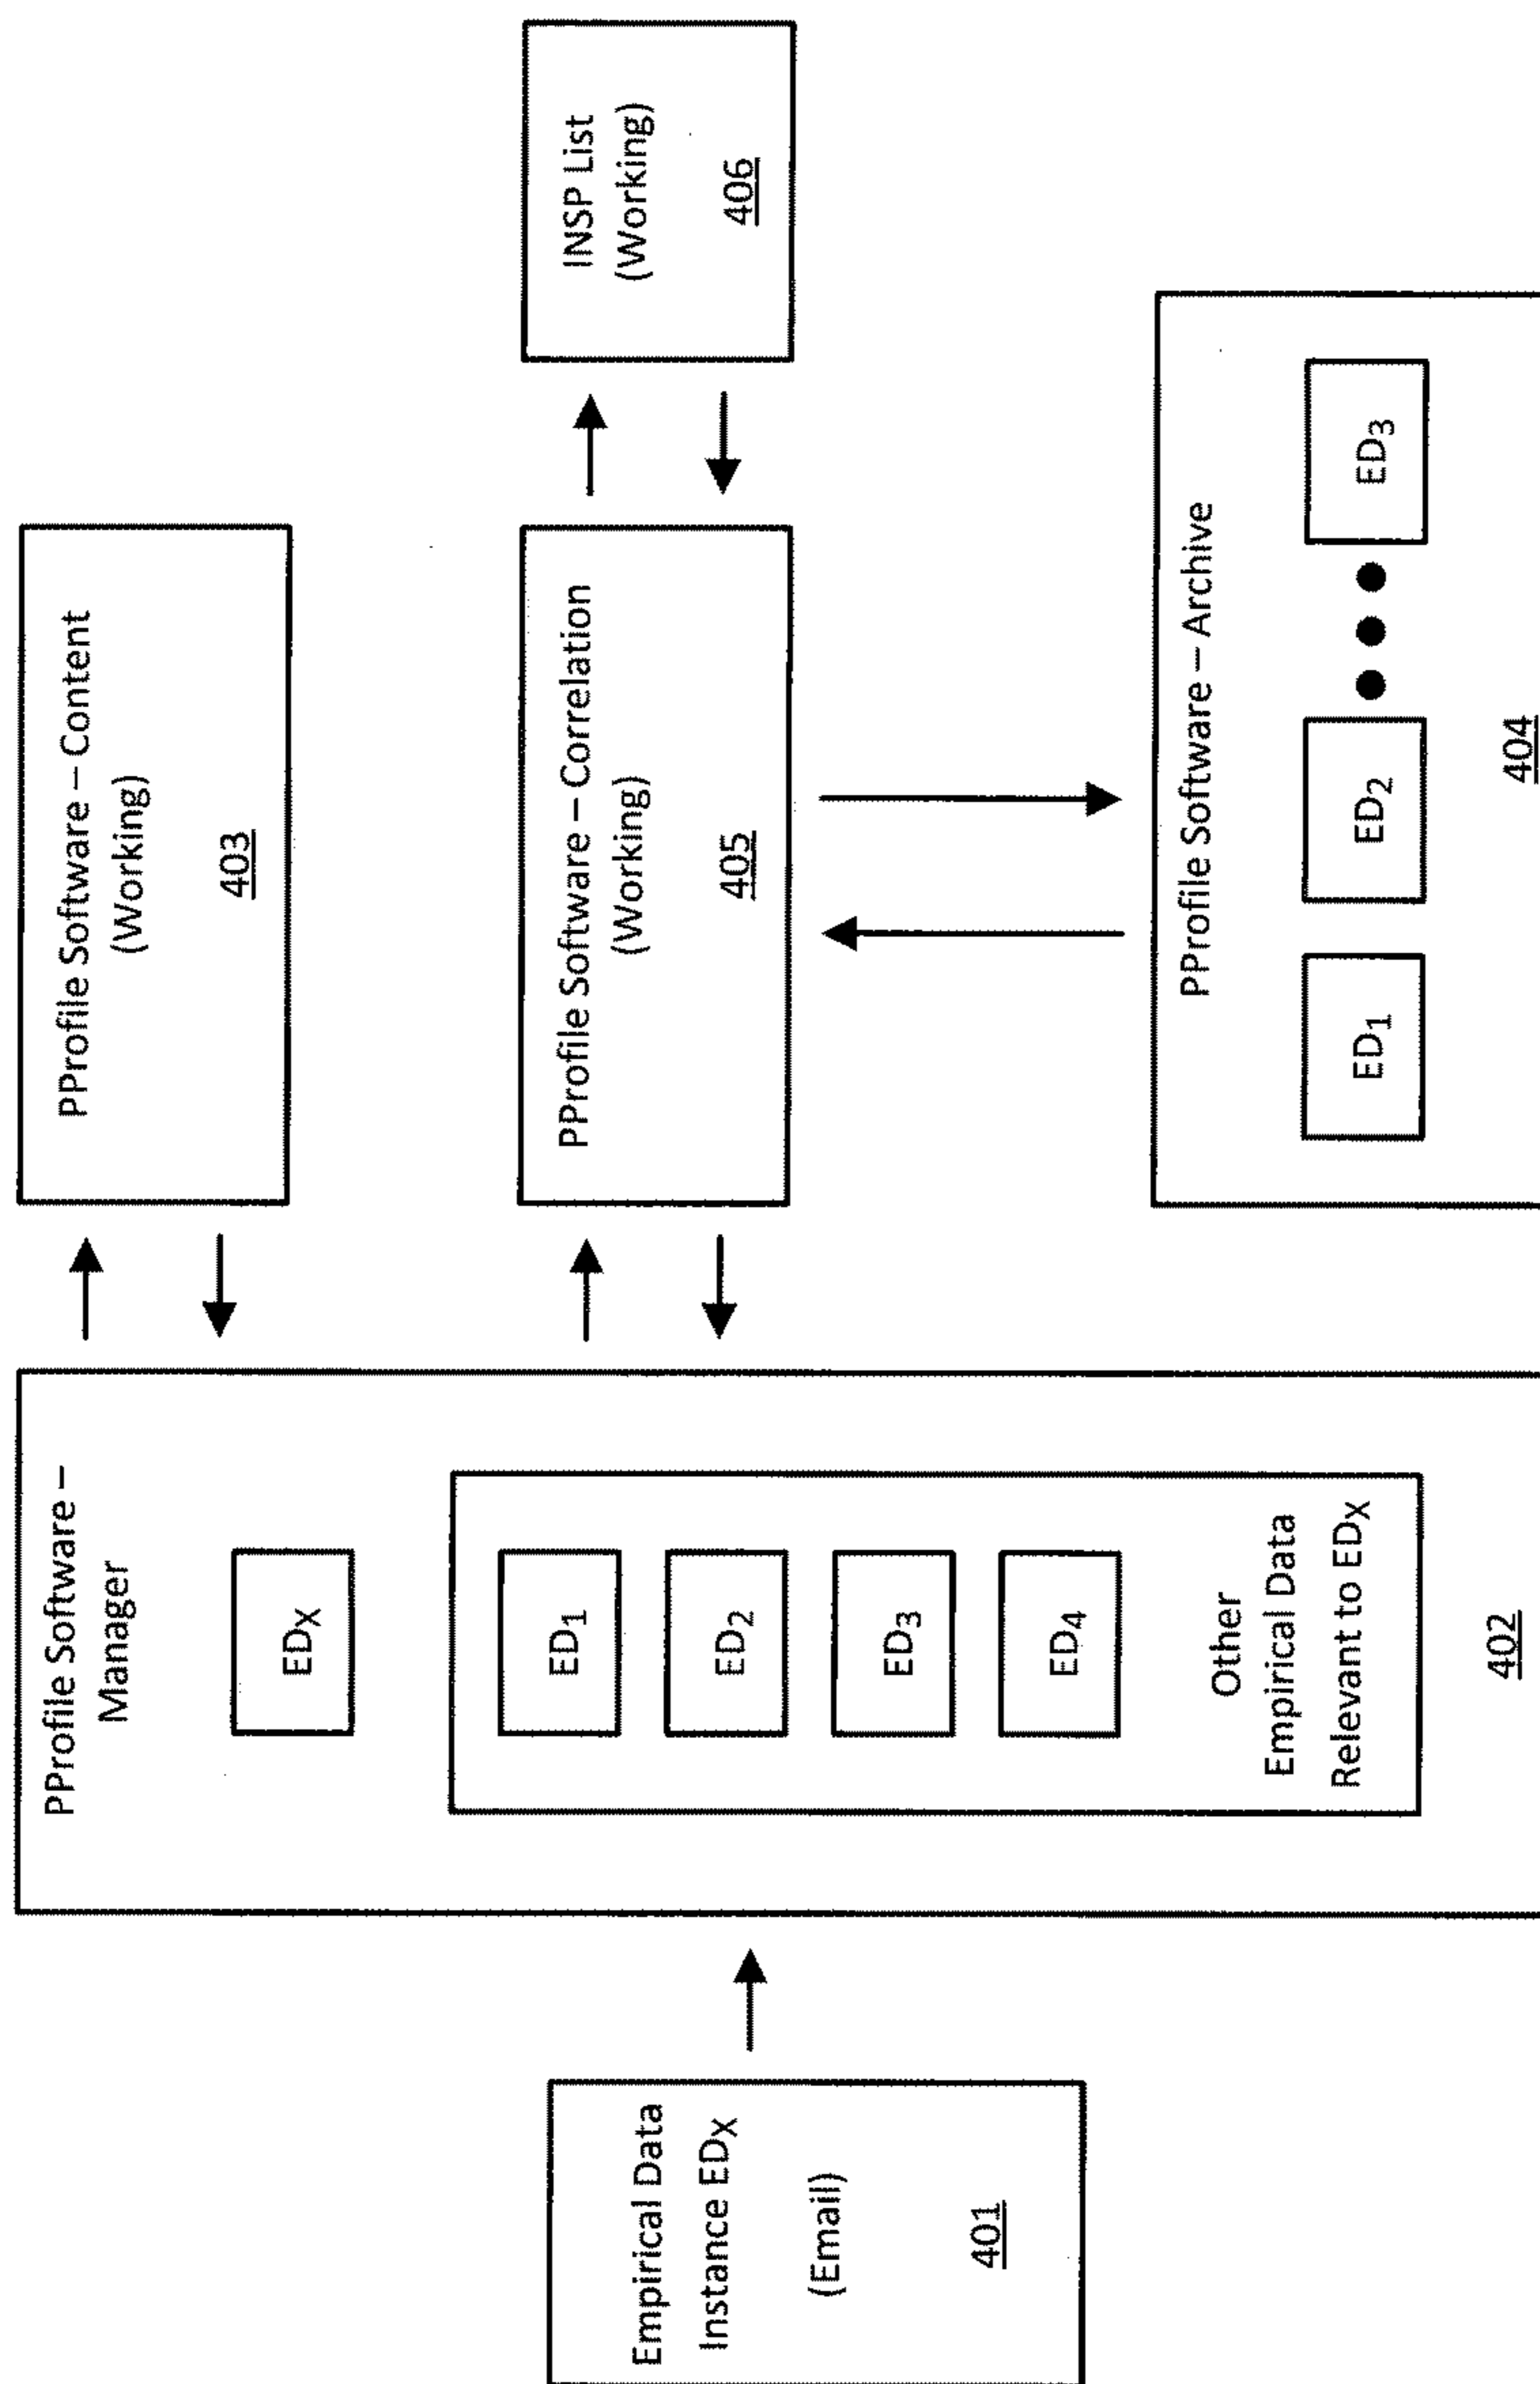 Empirical Data
Instance EDX
(Email)
401
PProfile Software –
Manager
EDX
ED1
ED2
ED3
ED4
Other
Empirical Data
Relevant to EDX
402
PProfile Software – Content
(Working)
403
PProfile Software – Correlation
(Working)
405
PProfile Software – Archive
ED1
ED2
ED3
404
INSP List
(Working)
406